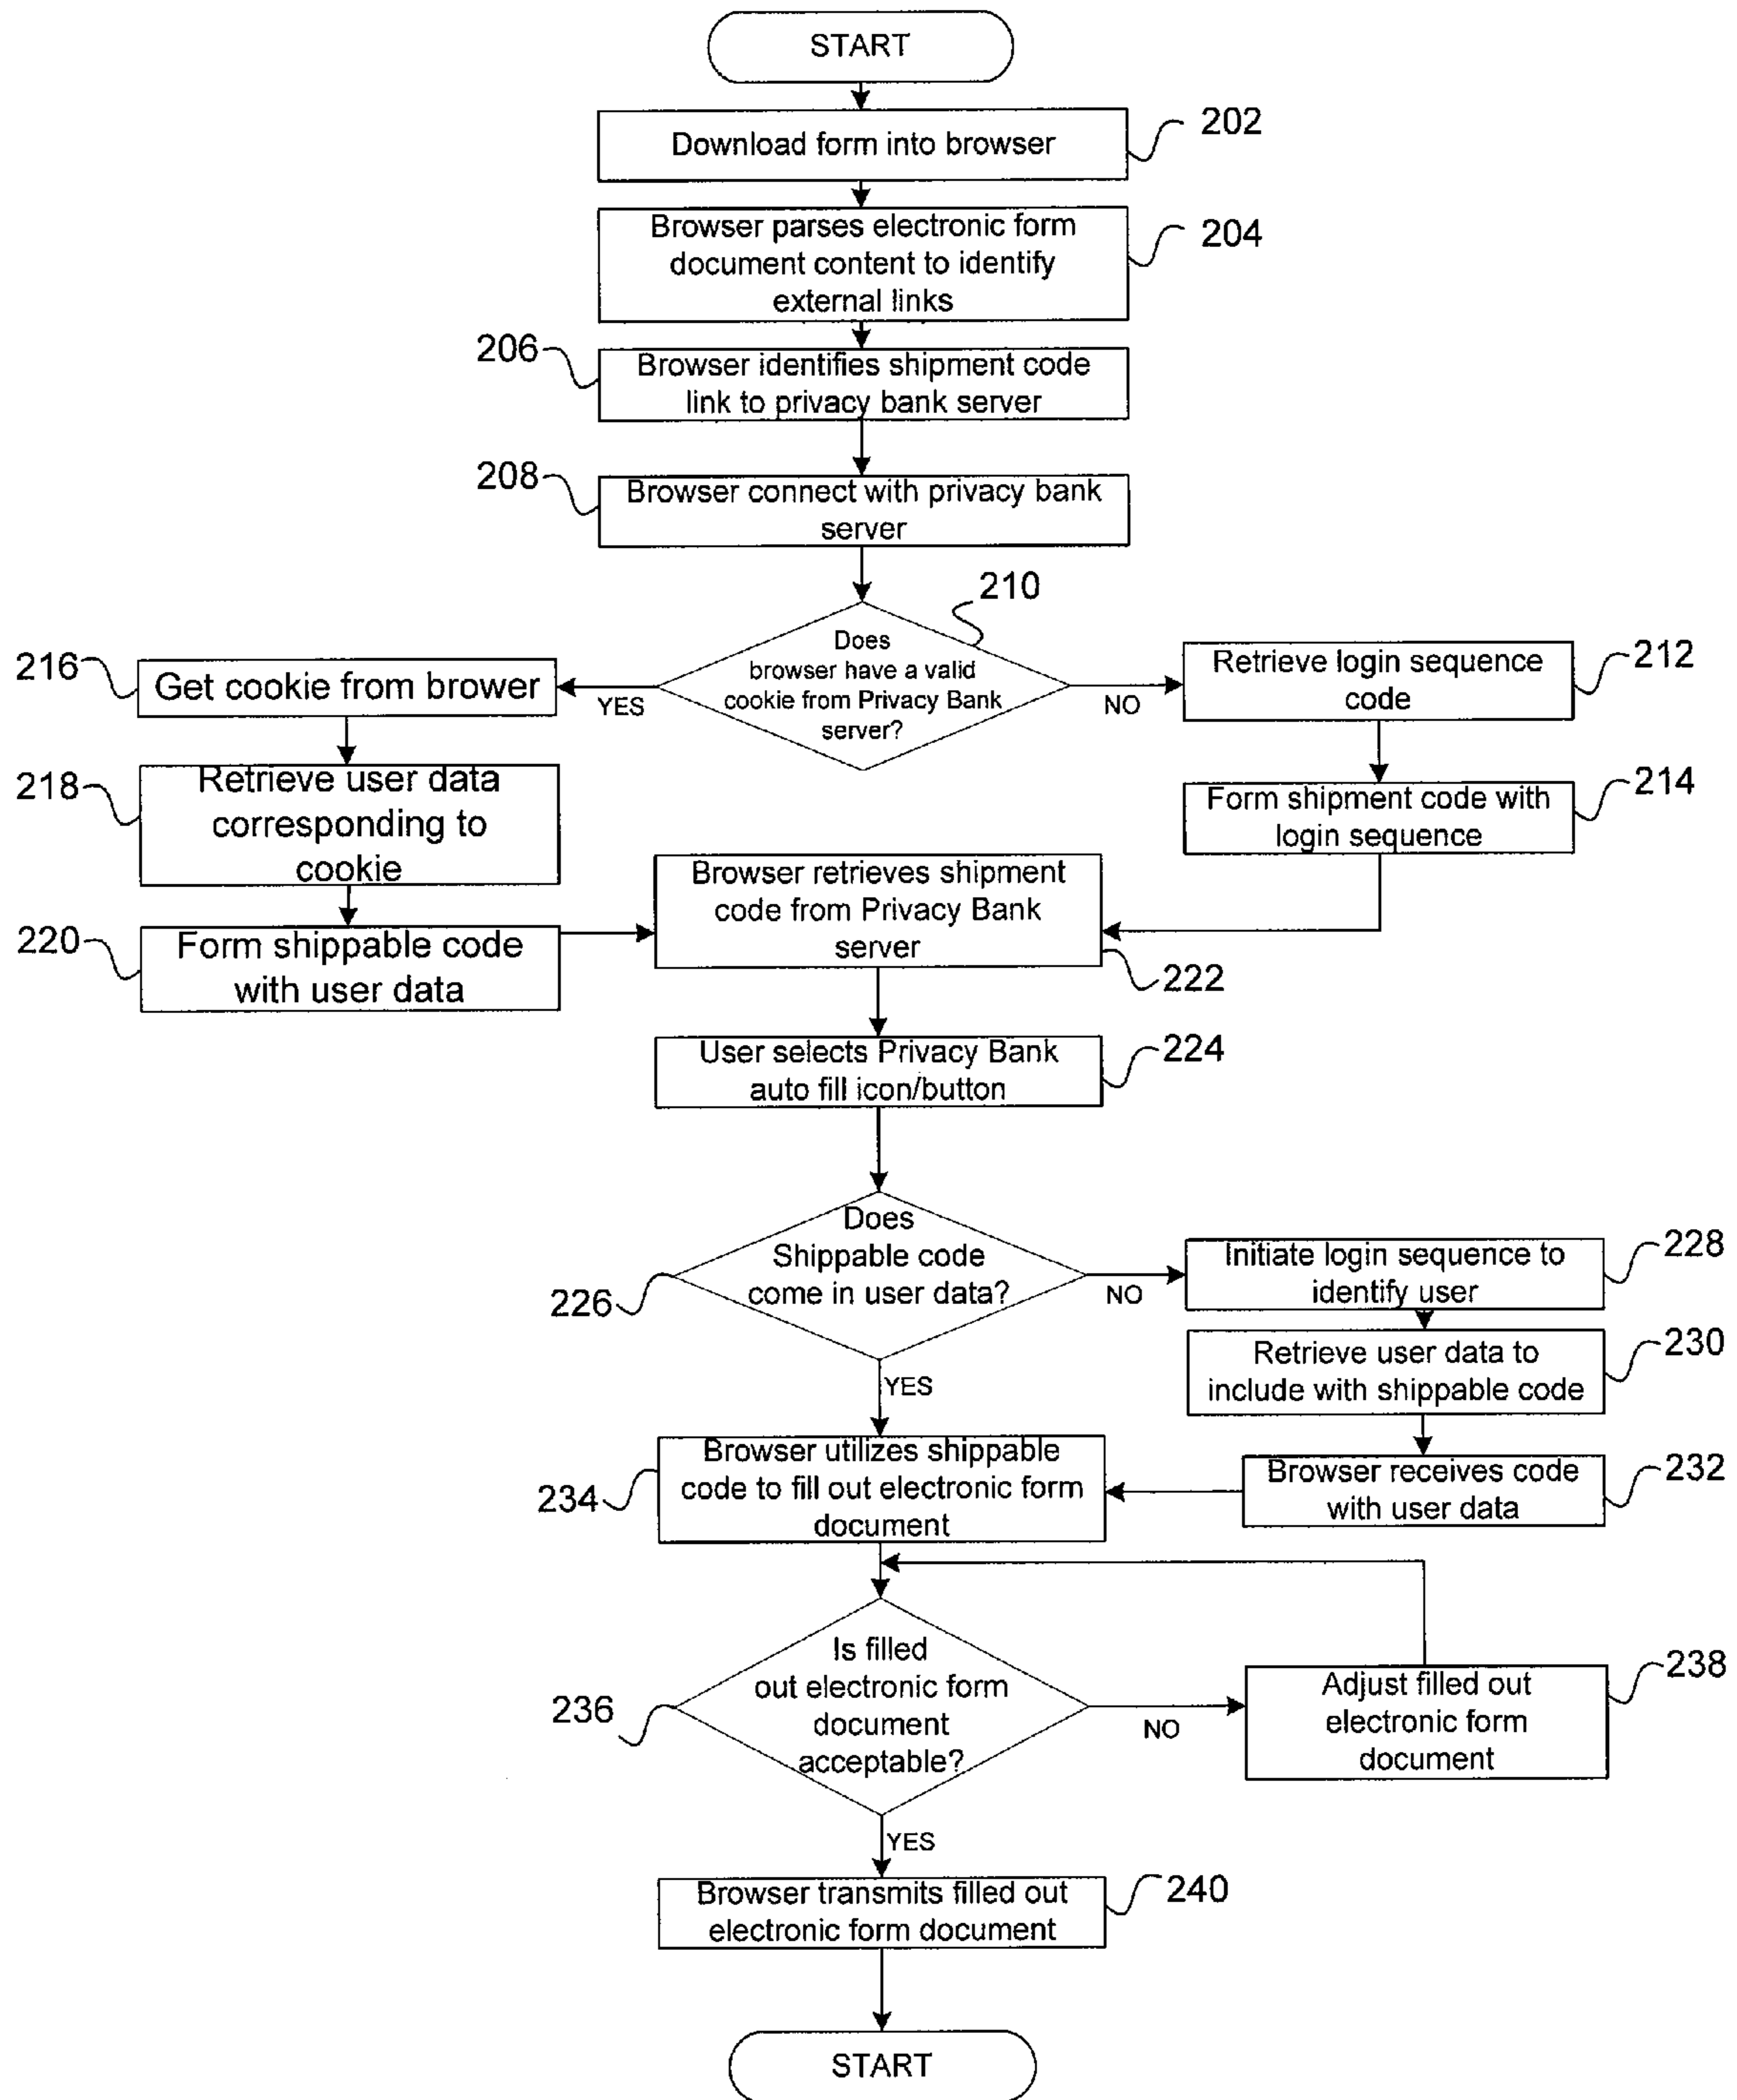 START
Download form into browser
202
Browser parses electronic form
document content to identify
external links
204
206
Browser identifies shipment code
link to privacy bank server
208
Browser connect with privacy bank
server
210
Does
browser have a valid
cookie from Privacy Bank
server?
YES
NO
216
Get cookie from brower
Retrieve login sequence
code
212
218
Retrieve user data
corresponding to
cookie
Form shipment code with
login sequence
214
220
Form shippable code
with user data
Browser retrieves shipment
code from Privacy Bank
server
222
User selects Privacy Bank
auto fill icon/button
224
226
Does
Shippable code
come in user data?
NO
YES
Initiate login sequence to
identify user
228
Retrieve user data to
include with shippable code
230
Browser receives code
with user data
232
234
Browser utilizes shippable
code to fill out electronic form
document
236
Is filled
out electronic form
document
acceptable?
NO
YES
Adjust filled out
electronic form
document
238
Browser transmits filled out
electronic form document
240
START